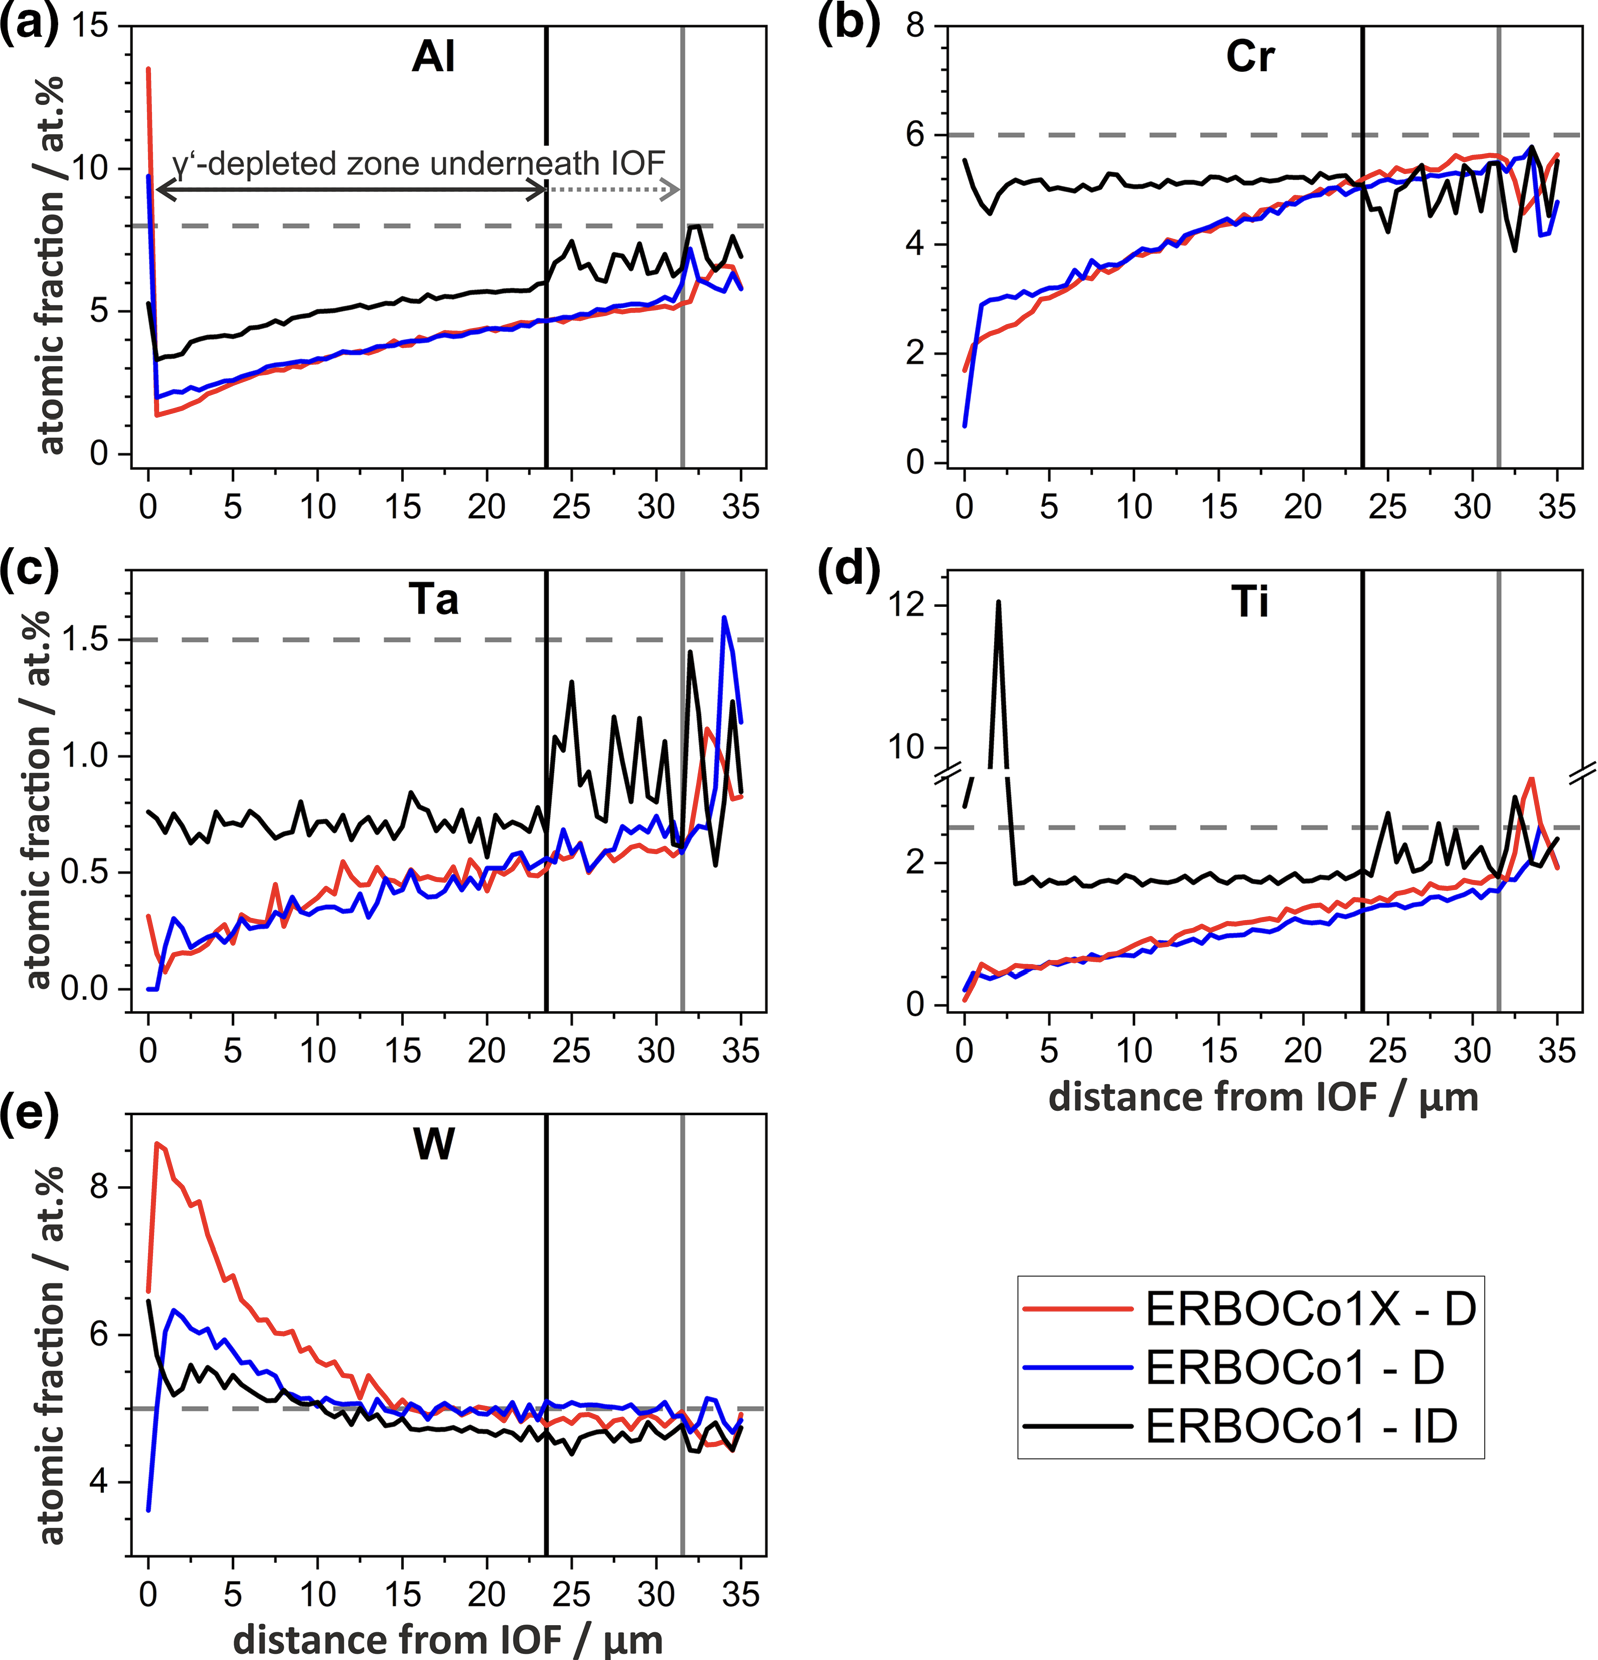 (a)
Al
15
10
5
0
γ‘-depleted zone underneath IOF
atomic fraction / at.%
0 5 10 15 20 25 30 35
(b)
Cr
8
6
4
2
0
0 5 10 15 20 25 30 35
(c)
Ta
1.5
1.0
0.5
0.0
atomic fraction / at.%
0 5 10 15 20 25 30 35
(d)
Ti
12
10
2
0
0 5 10 15 20 25 30 35
distance from IOF / µm
(e)
W
8
6
4
atomic fraction / at.%
0 5 10 15 20 25 30 35
distance from IOF / µm
ERBOCo1X - D
ERBOCo1 - D
ERBOCo1 - ID